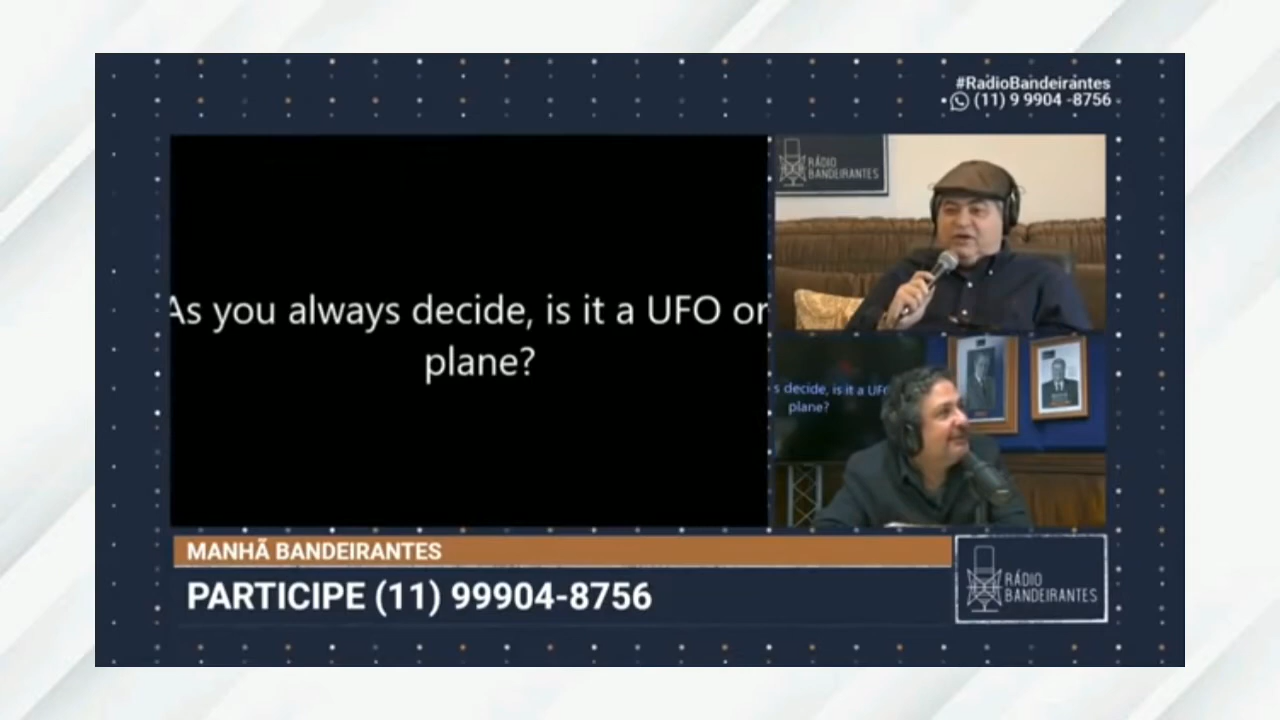 #RadioBandeirantes
(11) 9 9904 -8756
RÁDIO
BANDEIRANTES
As you always decide, is it a UFO or
plane?
s decide, is it a UFO
plane?
MANHÃ BANDEIRANTES
PARTICIPE (11) 99904-8756
RÁDIO
BANDEIRANTES